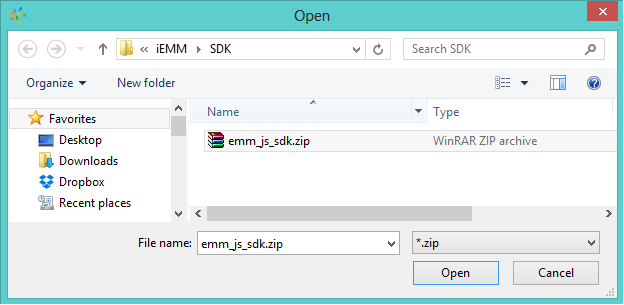 Open
« iEMM SDK Search SDK
Organize New folder
Favorites
Desktop
Downloads
Dropbox
Recent places
Name Type
emm_js_sdk.zip WinRAR ZIP archive
File name: emm_js_sdk.zip *.zip
Open Cancel